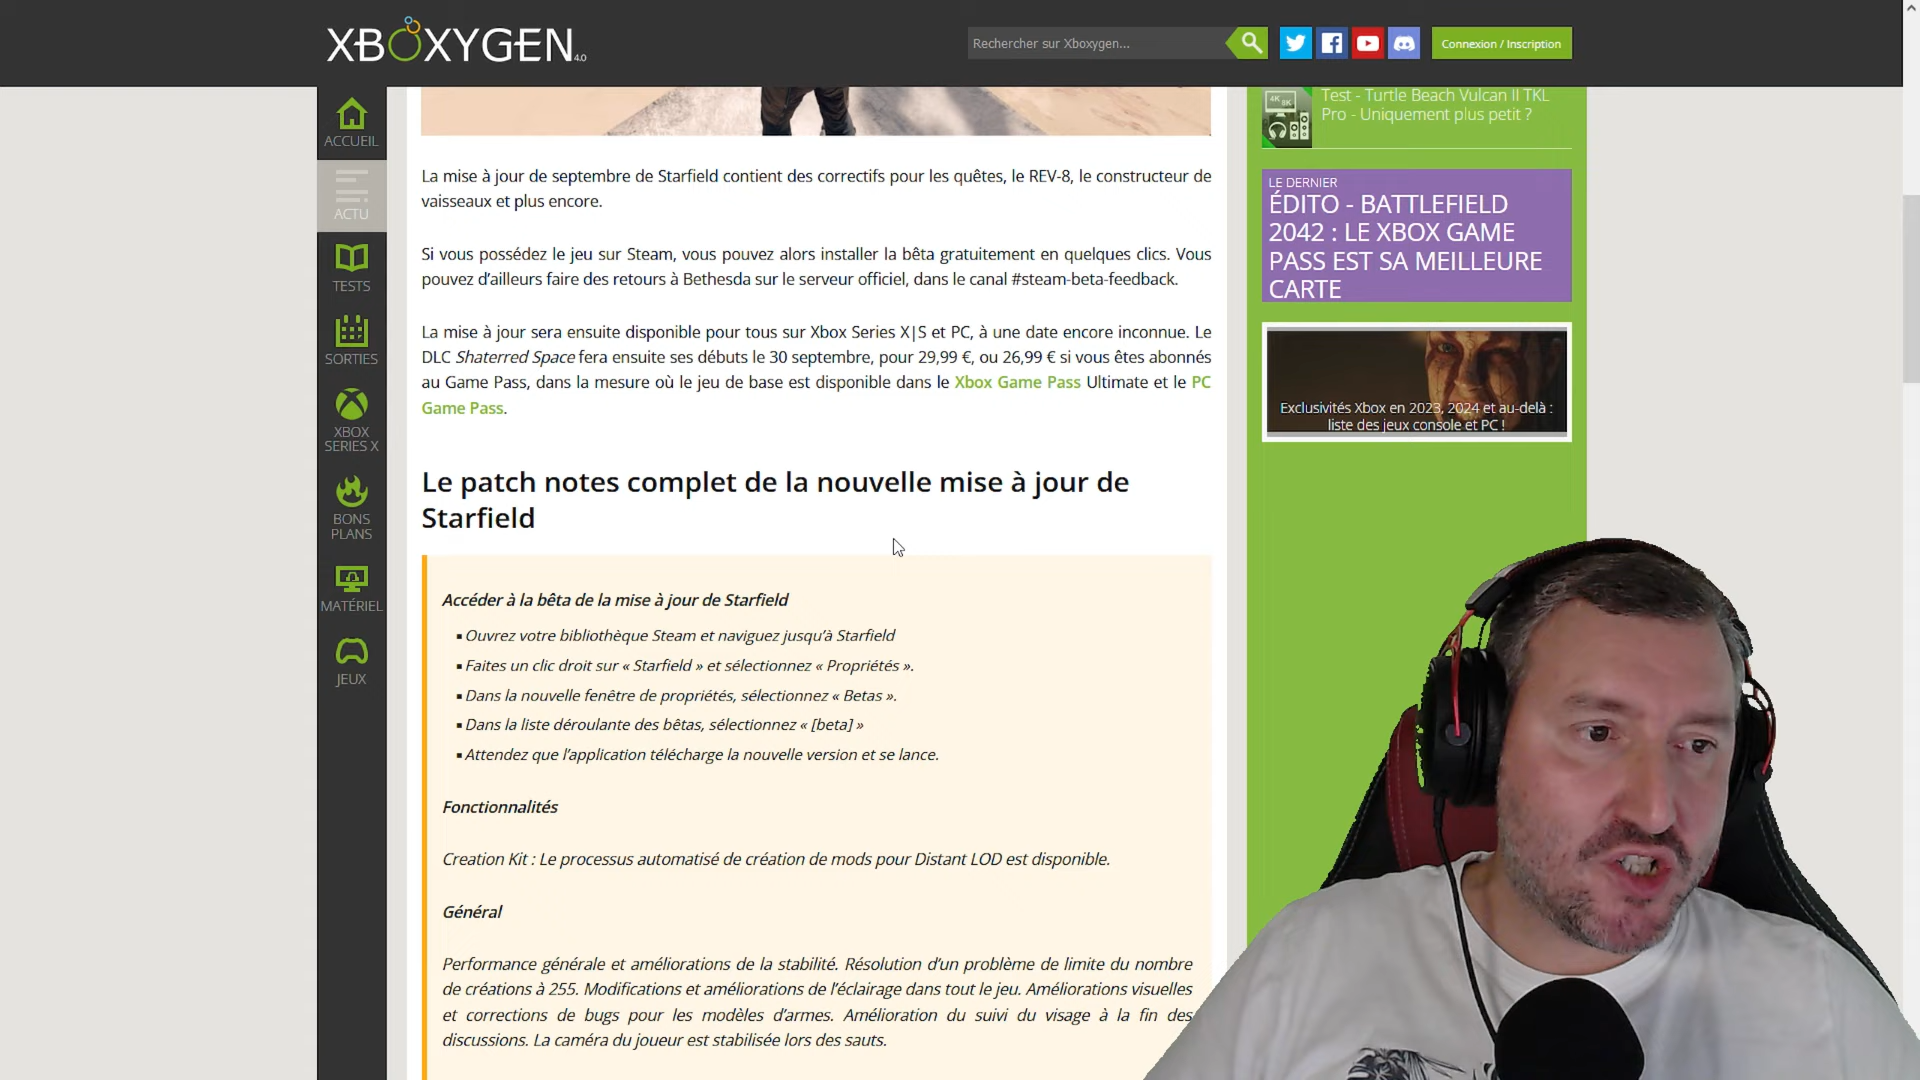 XBOXYGEN 4.0
Rechercher sur Xboxygen...
Connexion / Inscription
ACCUEIL
ACTU
TESTS
SORTIES
XBOX
SERIES X
BONS
PLANS
MATÉRIEL
JEUX
La mise à jour de septembre de Starfield contient des correctifs pour les quêtes, le REV-8, le constructeur de
vaisseaux et plus encore.
Si vous possédez le jeu sur Steam, vous pouvez alors installer la bêta gratuitement en quelques clics. Vous
pouvez d'ailleurs faire des retours à Bethesda sur le serveur officiel, dans le canal #steam-beta-feedback.
La mise à jour sera ensuite disponible pour tous sur Xbox Series X|S et PC, à une date encore inconnue. Le
DLC Shaterred Space fera ensuite ses débuts le 30 septembre, pour 29,99 €, ou 26,99 € si vous êtes abonnés
au Game Pass, dans la mesure où le jeu de base est disponible dans le Xbox Game Pass Ultimate et le PC
Game Pass.
Le patch notes complet de la nouvelle mise à jour de
Starfield
Accéder à la bêta de la mise à jour de Starfield
▪ Ouvrez votre bibliothèque Steam et naviguez jusqu'à Starfield
▪ Faites un clic droit sur « Starfield » et sélectionnez « Propriétés ».
▪ Dans la nouvelle fenêtre de propriétés, sélectionnez « Betas ».
▪ Dans la liste déroulante des bêtas, sélectionnez « [beta] »
▪ Attendez que l'application télécharge la nouvelle version et se lance.
Fonctionnalités
Creation Kit : Le processus automatisé de création de mods pour Distant LOD est disponible.
Général
Performance générale et améliorations de la stabilité. Résolution d'un problème de limite du nombre
de créations à 255. Modifications et améliorations de l'éclairage dans tout le jeu. Améliorations visuelles
et corrections de bugs pour les modèles d'armes. Amélioration du suivi du visage à la fin des
discussions. La caméra du joueur est stabilisée lors des sauts.
4K 8K
Test - Turtle Beach Vulcan II TKL
Pro - Uniquement plus petit ?
LE DERNIER
ÉDITO - BATTLEFIELD
2042 : LE XBOX GAME
PASS EST SA MEILLEURE
CARTE
Exclusivités Xbox en 2023, 2024 et au-delà :
liste des jeux console et PC !